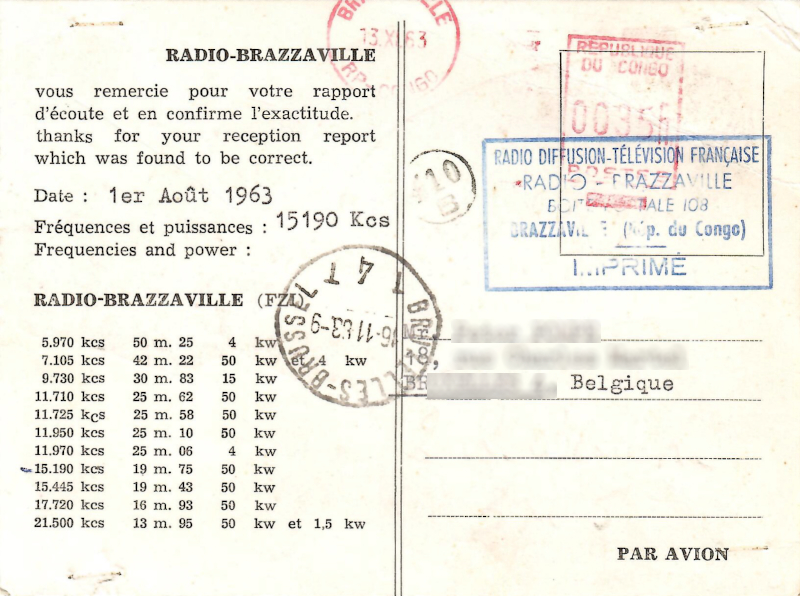 RADIO-BRAZZAVILLE
vous remercie pour votre rapport
d'écoute et en confirme l'exactitude.
thanks for your reception report
which was found to be correct.
Date : 1er Août 1963
Fréquences et puissances : 15190 Kcs
Frequencies and power :
RADIO-BRAZZAVILLE (FZI)
5.970 kcs 50 m. 25 4 kw
7.105 kcs 42 m. 22 50 kw et 4 kw
9.730 kcs 30 m. 83 15 kw
11.710 kcs 25 m. 62 50 kw
11.725 kcs 25 m. 58 50 kw
11.950 kcs 25 m. 10 50 kw
11.970 kcs 25 m. 06 4 kw
15.190 kcs 19 m. 75 50 kw
15.445 kcs 19 m. 43 50 kw
17.720 kcs 16 m. 93 50 kw
21.500 kcs 13 m. 95 50 kw et 1,5 kw
RÉPUBLIQUE
DU CONGO
POSTES
RADIO DIFFUSION-TÉLÉVISION FRANÇAISE
RADIO - BRAZZAVILLE
BOITE POSTALE 108
BRAZZAVILLE (Rép. du Congo)
IMPRIMÉ
18,
Belgique
PAR AVION